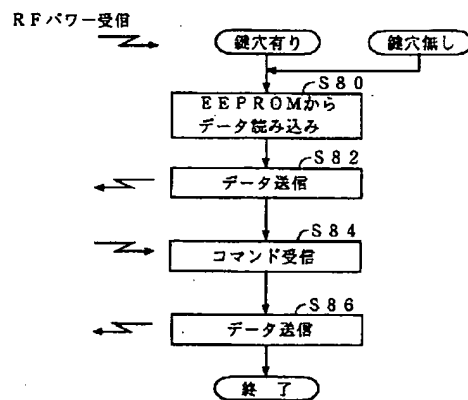 RFパワー受信
鍵穴有り
鍵穴無し
S80
EEPROMから
データ読み込み
S82
データ送信
S84
コマンド受信
S86
データ送信
終 了